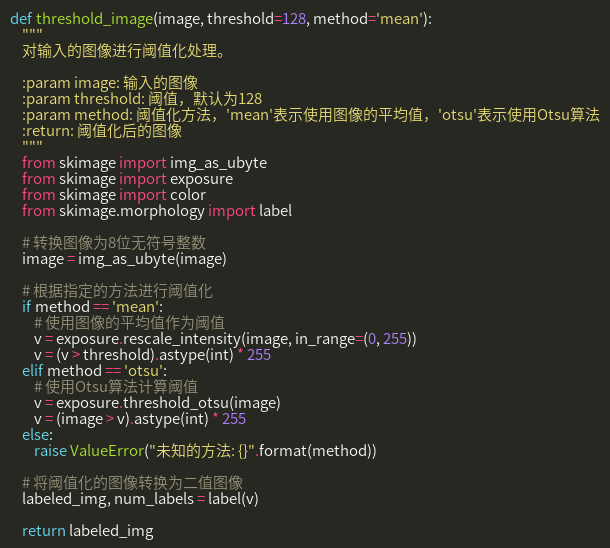 def threshold_image(image, threshold=128, method='mean'):
"""
对输入的图像进行阈值化处理。
:param image: 输入的图像
:param threshold: 阈值，默认为128
:param method: 阈值化方法，'mean'表示使用图像的平均值，'otsu'表示使用Otsu算法
:return: 阈值化后的图像
"""
from skimage import img_as_ubyte
from skimage import exposure
from skimage import color
from skimage.morphology import label
# 转换图像为8位无符号整数
image = img_as_ubyte(image)
# 根据指定的方法进行阈值化
if method == 'mean':
# 使用图像的平均值作为阈值
v = exposure.rescale_intensity(image, in_range=(0, 255))
v = (v > threshold).astype(int) * 255
elif method == 'otsu':
# 使用Otsu算法计算阈值
v = exposure.threshold_otsu(image)
v = (image > v).astype(int) * 255
else:
raise ValueError("未知的方法: {}".format(method))
# 将阈值化的图像转换为二值图像
labeled_img, num_labels = label(v)
return labeled_img